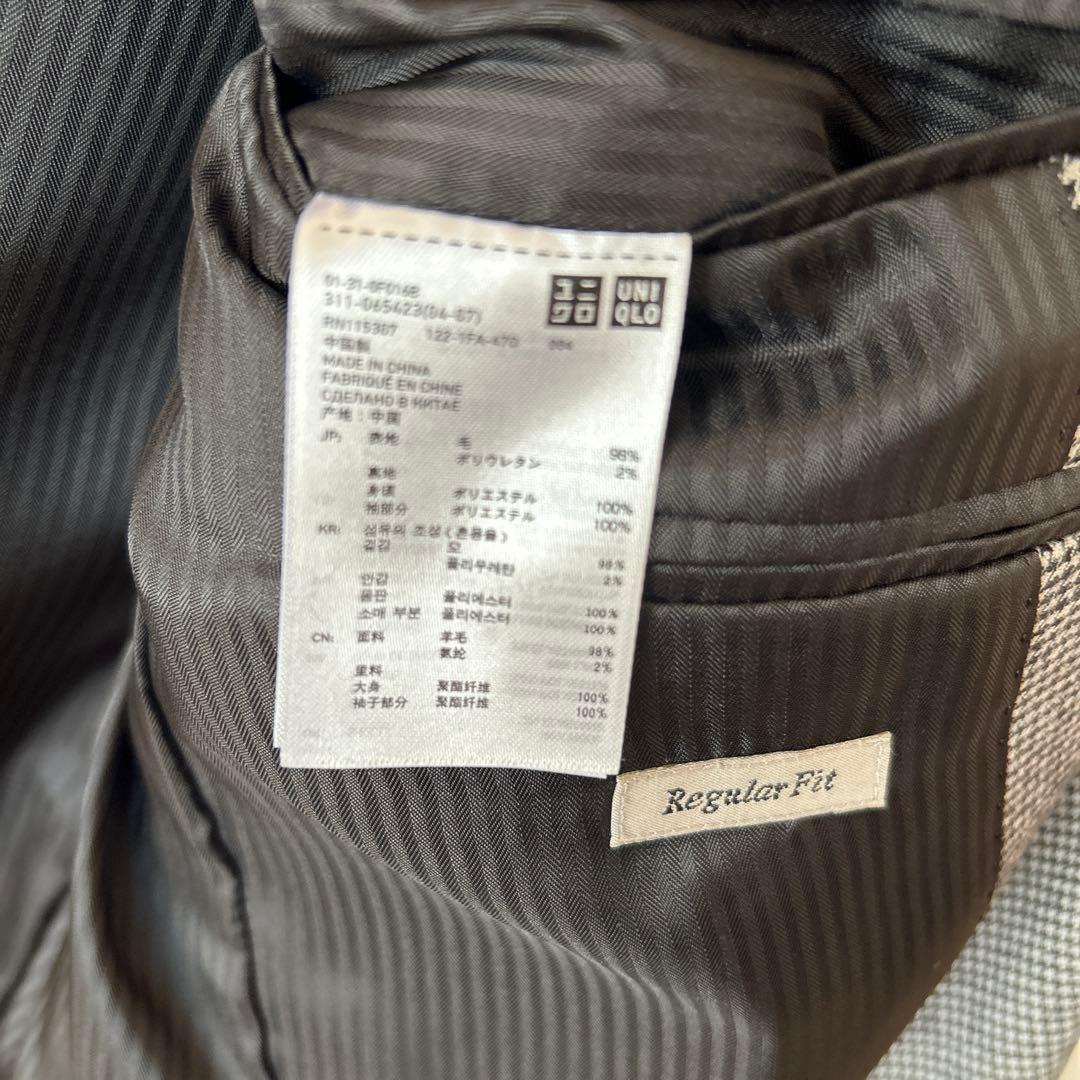 ユニ
クロ
UNI
QLO
01-31-0F016B
311-065423(04-07)
RN115307 122-1FA-470 004
中国製
MADE IN CHINA
FABRIQUÉ EN CHINE
СДЕЛАНО В КИТАЕ
产地:中国
JP: 表地 毛 98%
ポリウレタン 2%
裏地
身頃 ポリエステル 100%
袖部分 ポリエステル 100%
KR: 섬유의 조성(혼용율)
겉감 모 98%
폴리우레탄 2%
안감
몸판 폴리에스터 100%
소매 부분 폴리에스터 100%
CN: 面料 羊毛 98%
氨纶 2%
里料
大身 聚酯纤维 100%
袖子部分 聚酯纤维 100%
Regular Fit